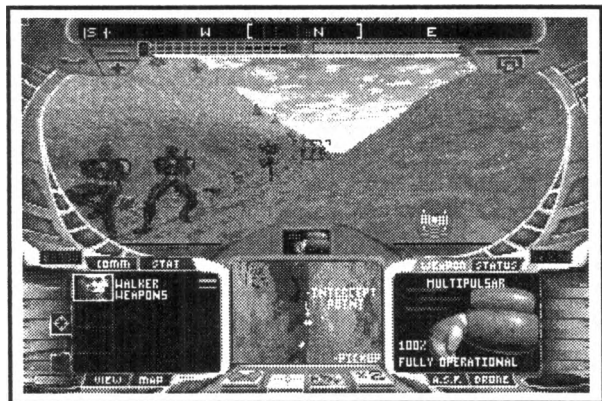 W [ N ] E
COMM STAT
WALKER
WEAPONS
VIEW MAP
INTERCEPT
POINT
PICKUP
WEAPON STATUS
MULTIPULSAR
100%
FULLY OPERATIONAL
A.S.F. DRONE